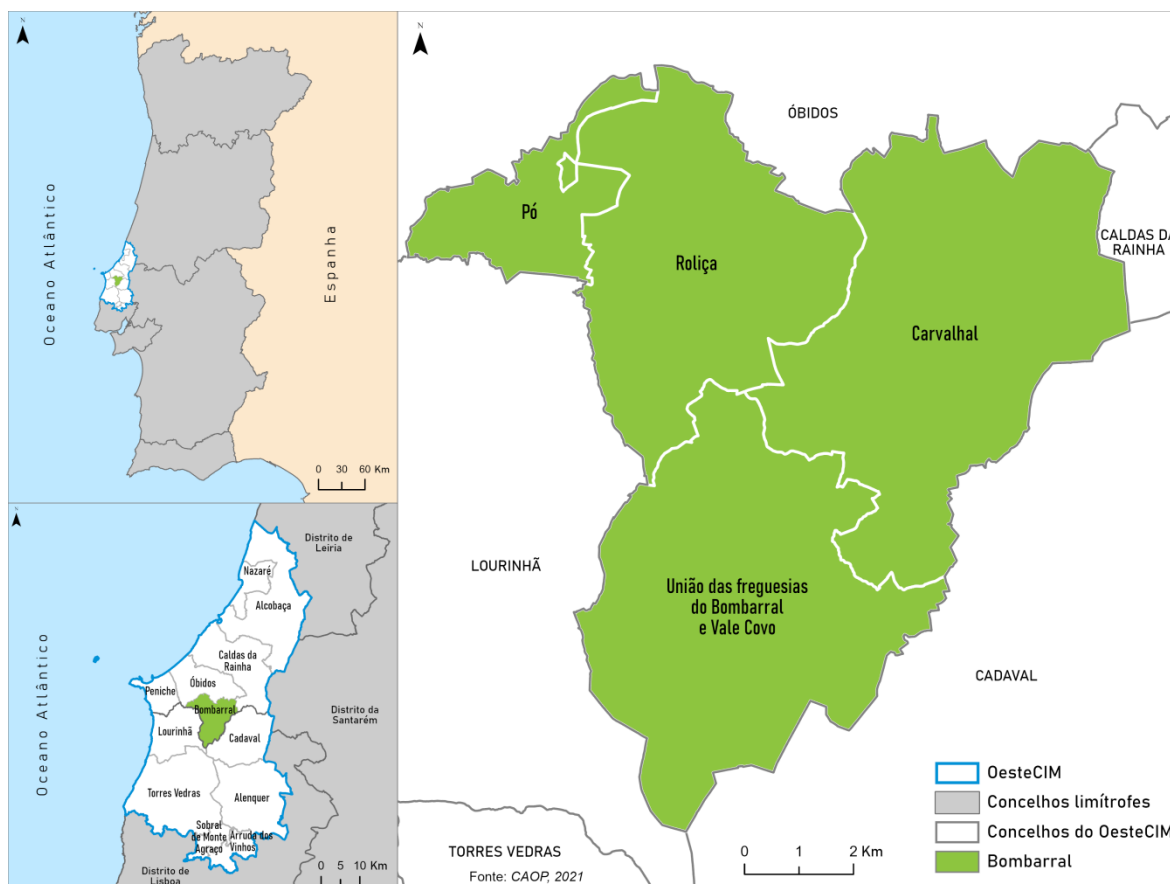 N
Oceano Atlântico
Espanha
0 30 60 Km
N
Distrito de
Leiria
Nazaré
Alcobaça
Caldas da
Rainha
Óbidos
Peniche
Bombarral
Lourinhã
Cadaval
Distrito da
Santarém
Oceano Atlântico
Torres Vedras
Alenquer
Sobral
de Monte
Agraço
Arruda dos
Vinhos
Distrito de
Lisboa
0 5 10 Km
N
ÓBIDOS
CALDAS DA
RAINHA
Pó
Roliça
Carvalhal
LOURINHÃ
União das freguesias
do Bombarral
e Vale Covo
CADAVAL
TORRES VEDRAS
Fonte: CAOP, 2021
0 1 2 Km
OesteCIM
Concelhos limítrofes
Concelhos do OesteCIM
Bombarral